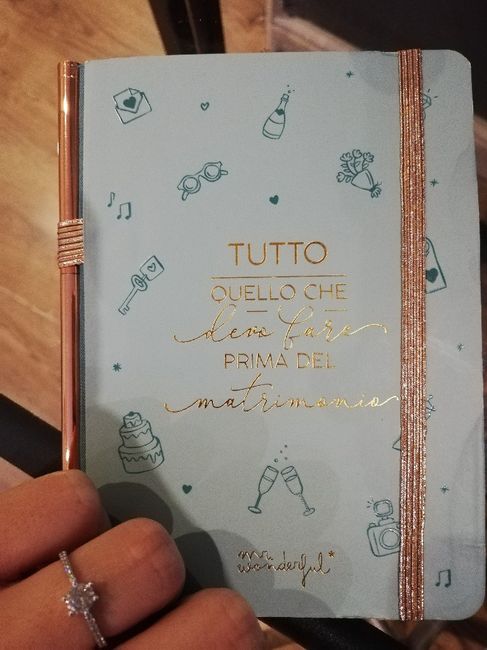 TUTTO
QUELLO CHE
devo fare
PRIMA DEL
matrimonio
mr.
wonderful*